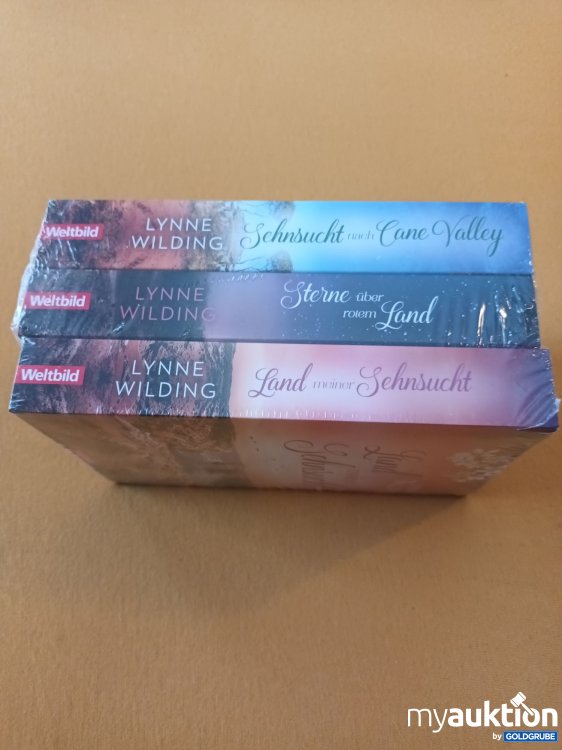 Weltbild
LYNNE
WILDING
Sehnsucht nach Cane Valley
Weltbild
LYNNE
WILDING
Sterne über
rotem Land
Weltbild
LYNNE
WILDING
Land meiner Sehnsucht
myauktion
by GOLDGRUBE